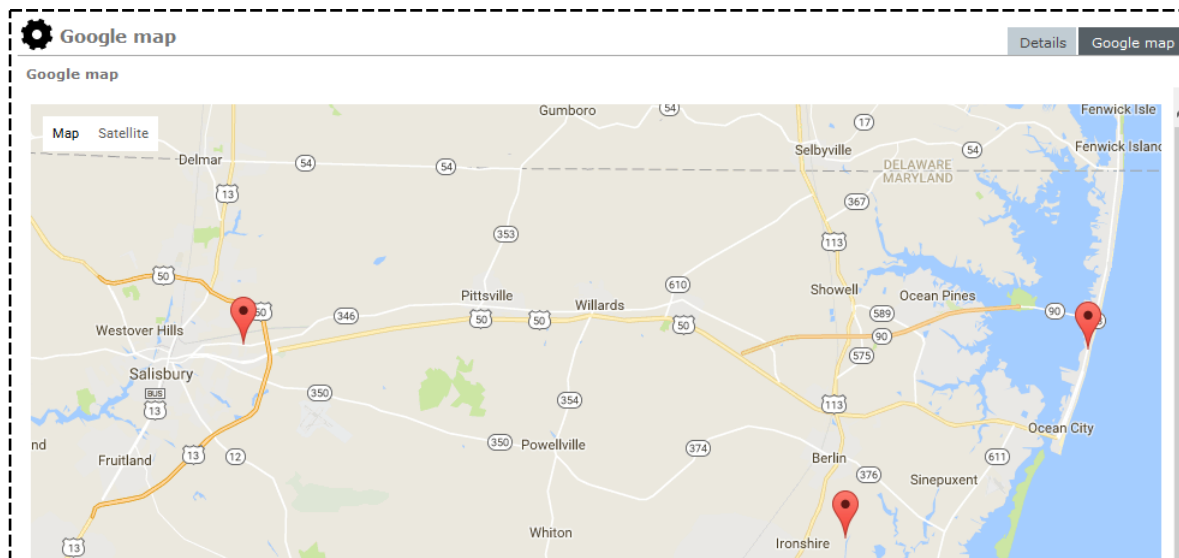 Google map
Details
Google map
Google map
Map
Satellite
Gumboro
54
Fenwick Isle
17
Selbyville
54
Fenwick Island
Delmar
54
54
DELAWARE
MARYLAND
13
367
353
113
50
610
Pittsville
Willards
Showell
Ocean Pines
50
346
50
50
50
589
90
Westover Hills
90
575
Salisbury
BUS
13
350
354
113
Ocean City
nd
Fruitland
13
12
350
Powellville
374
Berlin
611
376
Sinepuxent
Whiton
Ironshire
13